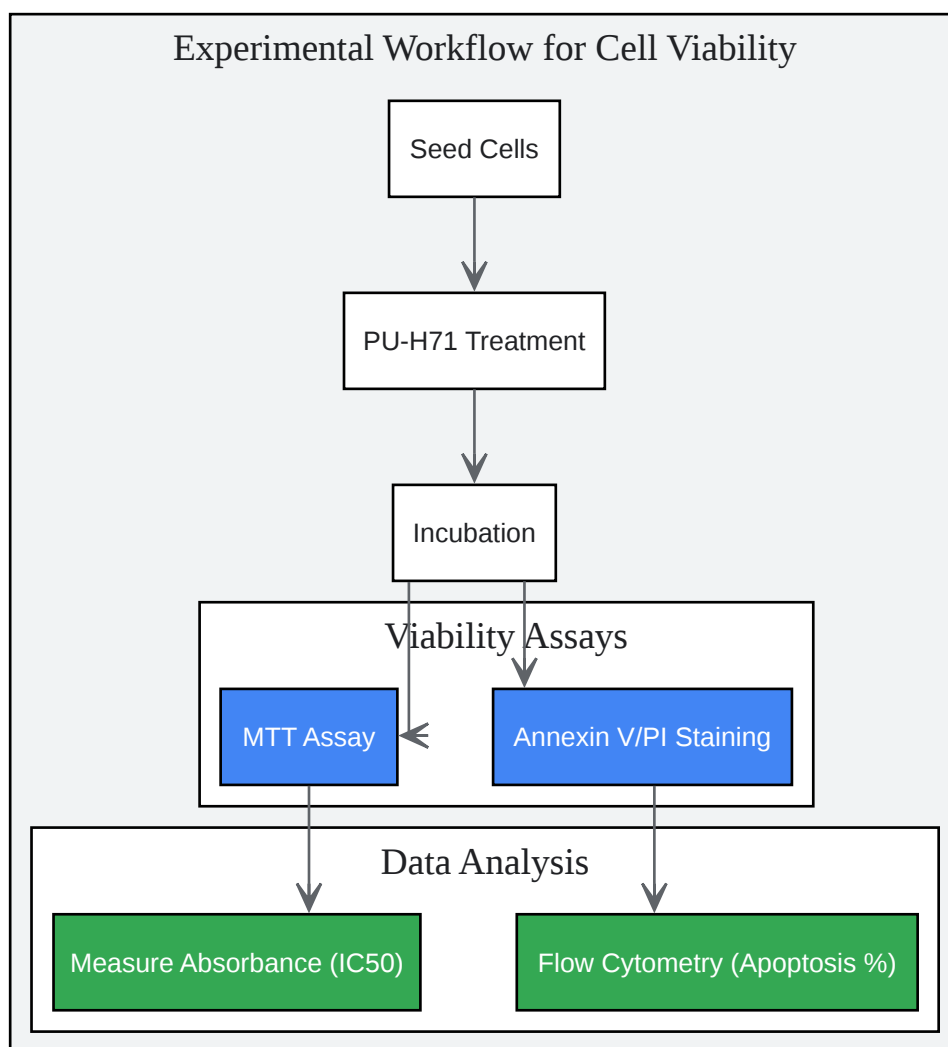 Experimental Workflow for Cell Viability
Seed Cells
PU-H71 Treatment
Incubation
Viability Assays
MTT Assay
Annexin V/PI Staining
Data Analysis
Measure Absorbance (IC50)
Flow Cytometry (Apoptosis %)